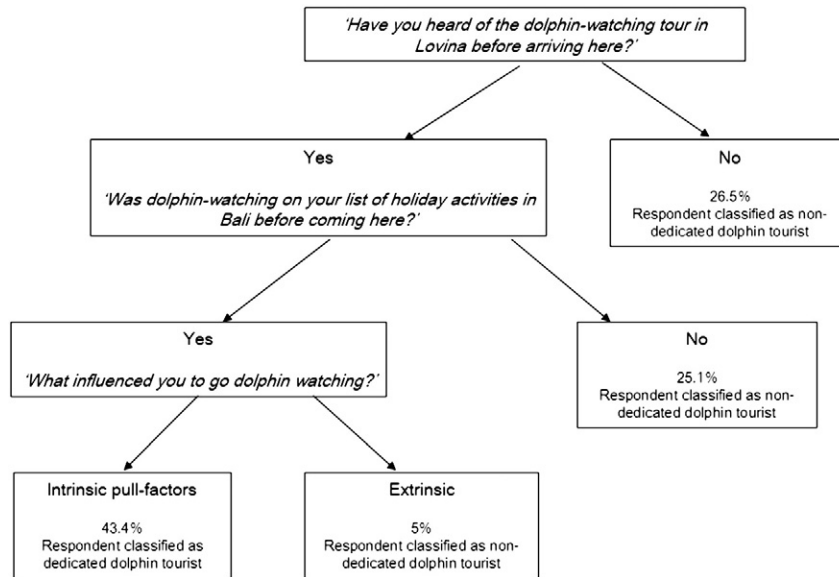 ‘Have you heard of the dolphin-watching tour in
Lovina before arriving here?’
Yes
‘Was dolphin-watching on your list of holiday activities in
Bali before coming here?’
No
26.5%
Respondent classified as non-
dedicated dolphin tourist
Yes
‘What influenced you to go dolphin watching?’
No
25.1%
Respondent classified as non-
dedicated dolphin tourist
Intrinsic pull-factors
43.4%
Respondent classified as
dedicated dolphin tourist
Extrinsic
5%
Respondent classified as non-
dedicated dolphin tourist